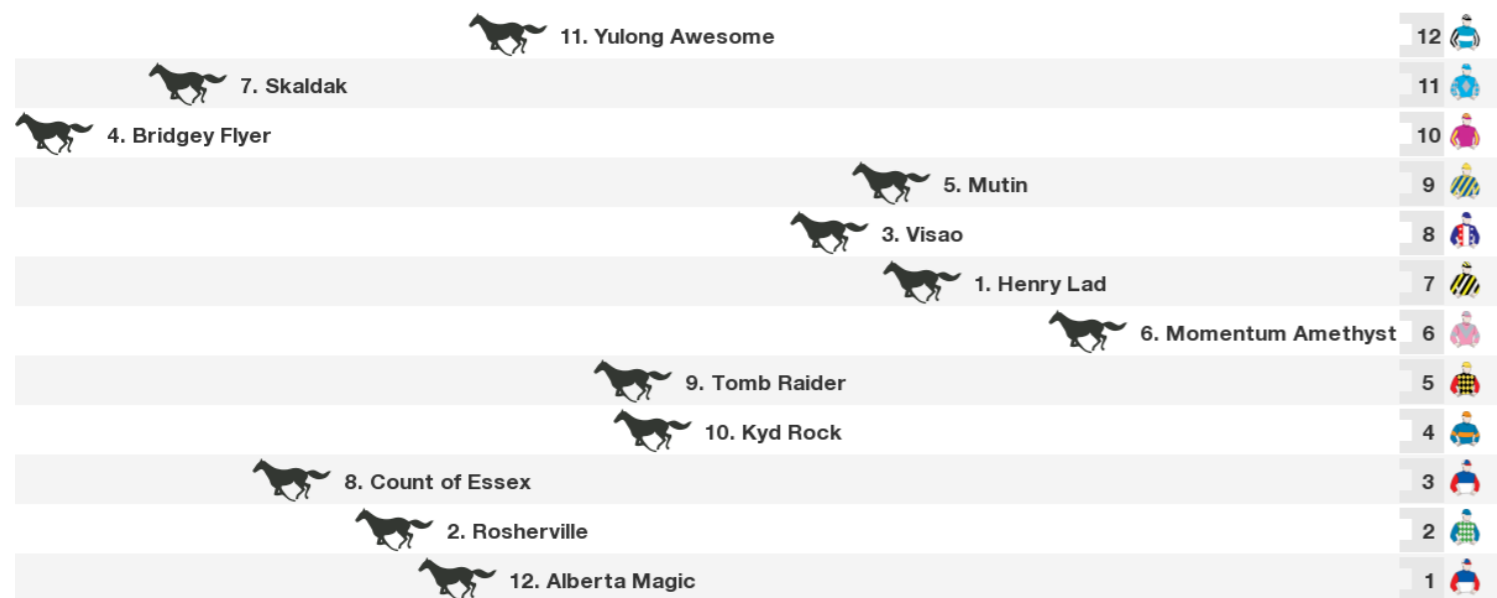 11. Yulong Awesome 12
7. Skaldak 11
4. Bridgey Flyer 10
5. Mutin 9
3. Visao 8
1. Henry Lad 7
6. Momentum Amethyst 6
9. Tomb Raider 5
10. Kyd Rock 4
8. Count of Essex 3
2. Rosherville 2
12. Alberta Magic 1